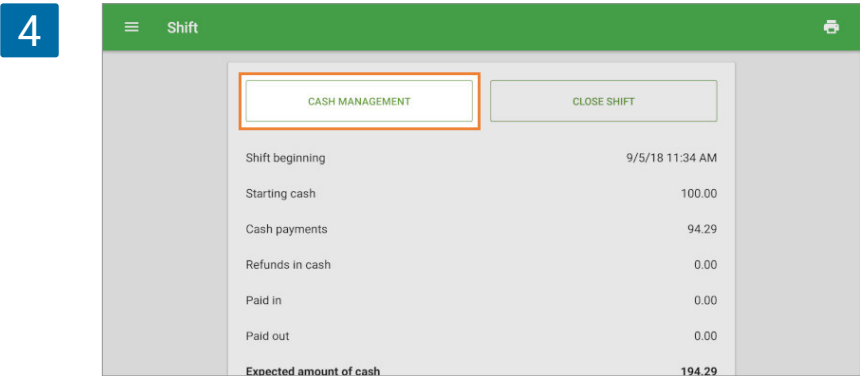 4
Shift
CASH MANAGEMENT CLOSE SHIFT
Shift beginning 9/5/18 11:34 AM
Starting cash 100.00
Cash payments 94.29
Refunds in cash 0.00
Paid in 0.00
Paid out 0.00
Expected amount of cash 194.29